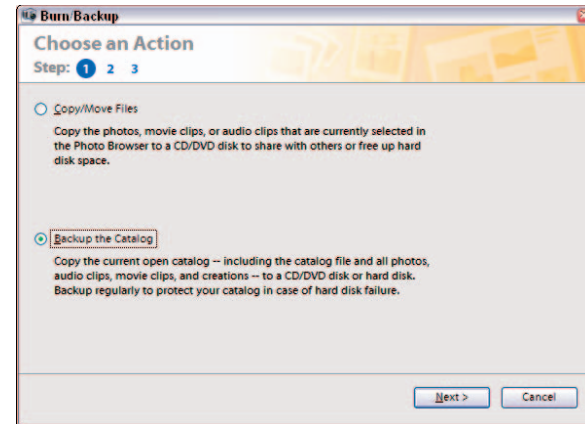 Burn/Backup
Choose an Action
Step: 1 2 3
Copy/Move Files
Copy the photos, movie clips, or audio clips that are currently selected in
the Photo Browser to a CD/DVD disk to share with others or free up hard
disk space.
Backup the Catalog
Copy the current open catalog -- including the catalog file and all photos,
audio clips, movie clips, and creations -- to a CD/DVD disk or hard disk.
Backup regularly to protect your catalog in case of hard disk failure.
Next > Cancel